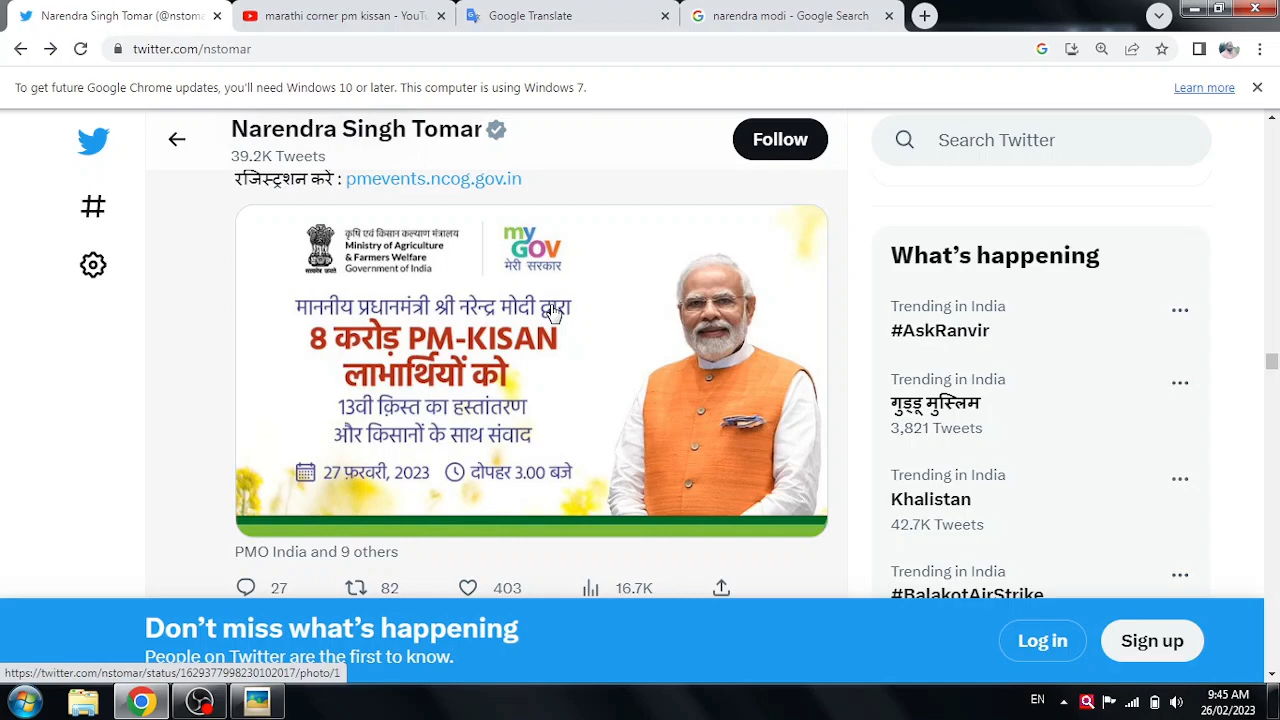 Narendra Singh Tomar (@nstoma
marathi corner pm kissan - YouTu
Google Translate
narendra modi - Google Search
twitter.com/nstomar
To get future Google Chrome updates, you'll need Windows 10 or later. This computer is using Windows 7.
Learn more
Narendra Singh Tomar
39.2K Tweets
Follow
रजिस्ट्रेशन करें : pmevents.ncog.gov.in
सत्यमेव जयते
कृषि एवं किसान कल्याण मंत्रालय
Ministry of Agriculture
& Farmers Welfare
Government of India
my
GOV
मेरी सरकार
माननीय प्रधानमंत्री श्री नरेन्द्र मोदी द्वारा
8 करोड़ PM-KISAN
लाभार्थियों को
13वी क़िस्त का हस्तांतरण
और किसानों के साथ संवाद
27 फ़रवरी, 2023 दोपहर 3.00 बजे
PMO India and 9 others
27 82 403 16.7K
Search Twitter
What's happening
Trending in India
#AskRanvir
Trending in India
गुड्डू मुस्लिम
3,821 Tweets
Trending in India
Khalistan
42.7K Tweets
Trending in India
#BalakotAirStrike
Don't miss what's happening
People on Twitter are the first to know.
Log in
Sign up
https://twitter.com/nstomar/status/1629377998230102017/photo/1
EN
9:45 AM
26/02/2023